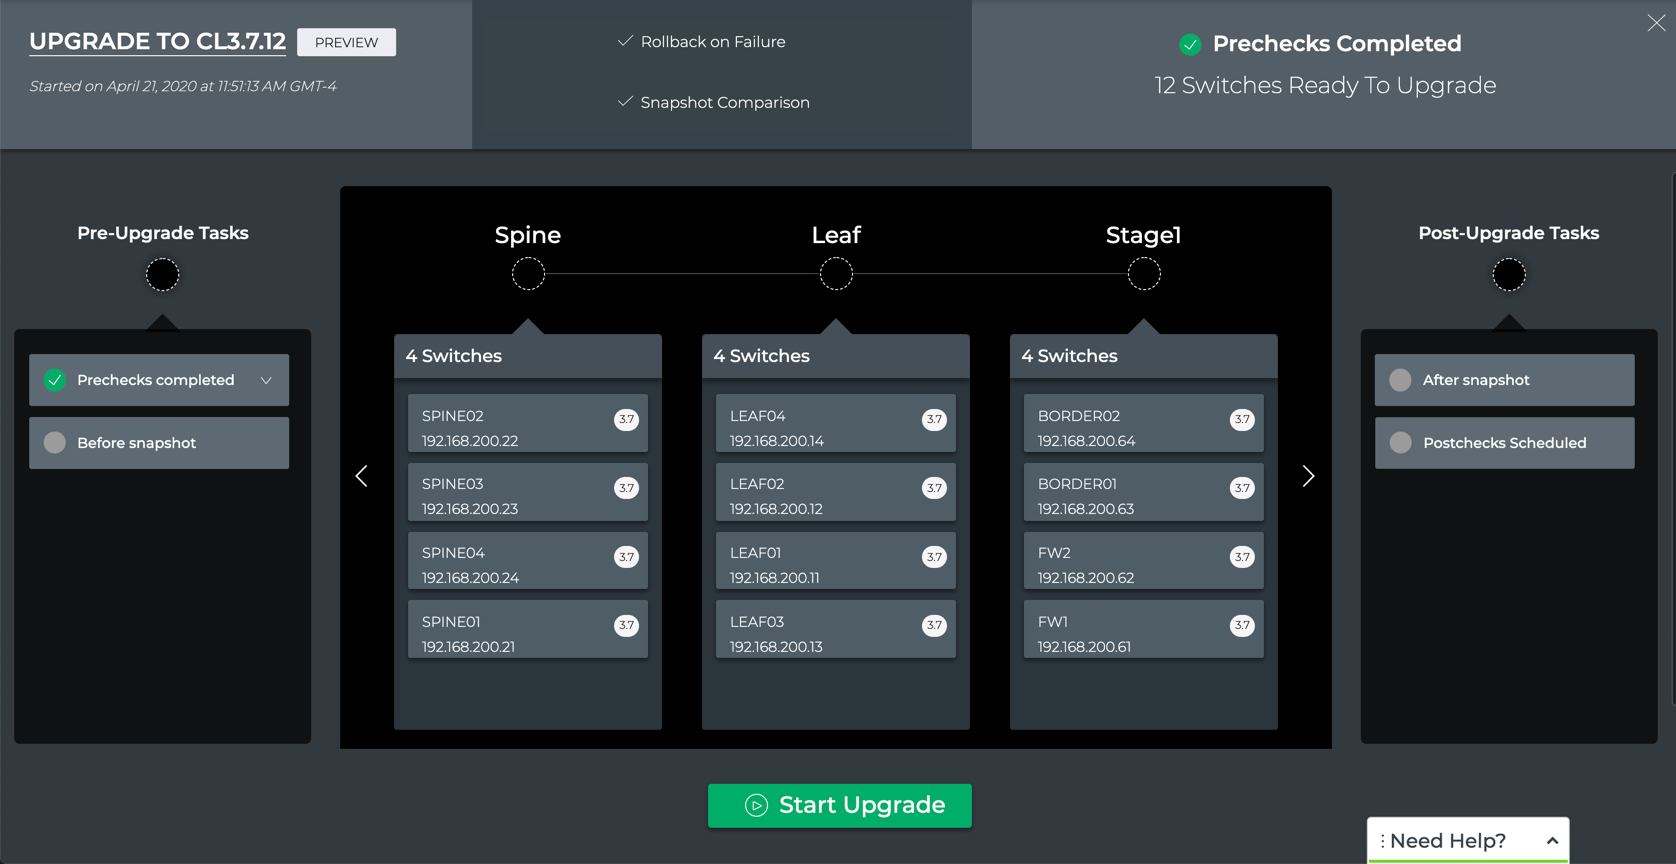 UPGRADE TO CL3.7.12
PREVIEW
Started on April 21, 2020 at 11:51:13 AM GMT-4
Rollback on Failure
Snapshot Comparison
Prechecks Completed
12 Switches Ready To Upgrade
Pre-Upgrade Tasks
Prechecks completed
Before snapshot
Spine
4 Switches
SPINE02
3.7
192.168.200.22
SPINE03
3.7
192.168.200.23
SPINE04
3.7
192.168.200.24
SPINE01
3.7
192.168.200.21
Leaf
4 Switches
LEAF04
3.7
192.168.200.14
LEAF02
3.7
192.168.200.12
LEAF01
3.7
192.168.200.11
LEAF03
3.7
192.168.200.13
Stage1
4 Switches
BORDER02
3.7
192.168.200.64
BORDER01
3.7
192.168.200.63
FW2
3.7
192.168.200.62
FW1
3.7
192.168.200.61
Post-Upgrade Tasks
After snapshot
Postchecks Scheduled
Start Upgrade
Need Help?